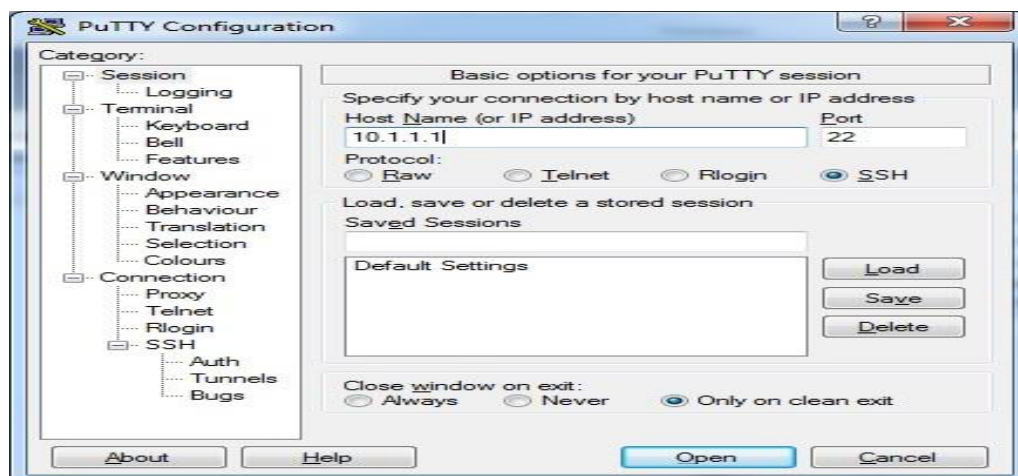 PuTTY Configuration
Category:
Session
Logging
Terminal
Keyboard
Bell
Features
Window
Appearance
Behaviour
Translation
Selection
Colours
Connection
Proxy
Telnet
Rlogin
SSH
Auth
Tunnels
Bugs
Basic options for your PuTTY session
Specify your connection by host name or IP address
Host Name (or IP address) Port
10.1.1.1 22
Protocol:
Raw Telnet Rlogin SSH
Load, save or delete a stored session
Saved Sessions
Default Settings
Load
Save
Delete
Close window on exit:
Always Never Only on clean exit
About Help Open Cancel